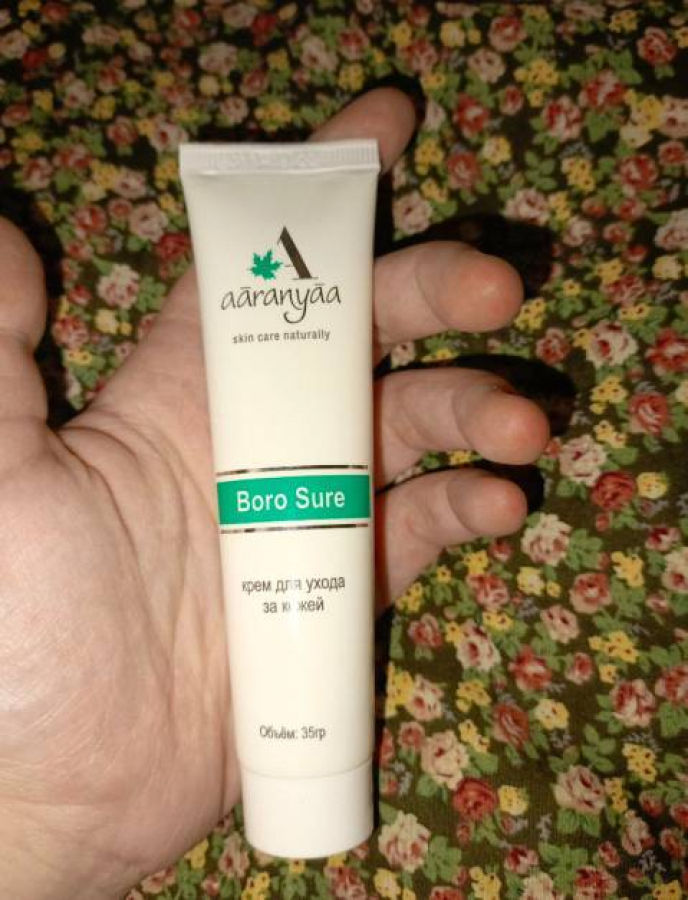 A
aāranyāa
skin care naturally
Boro Sure
крем для ухода
за кожей
Объём: 35гр